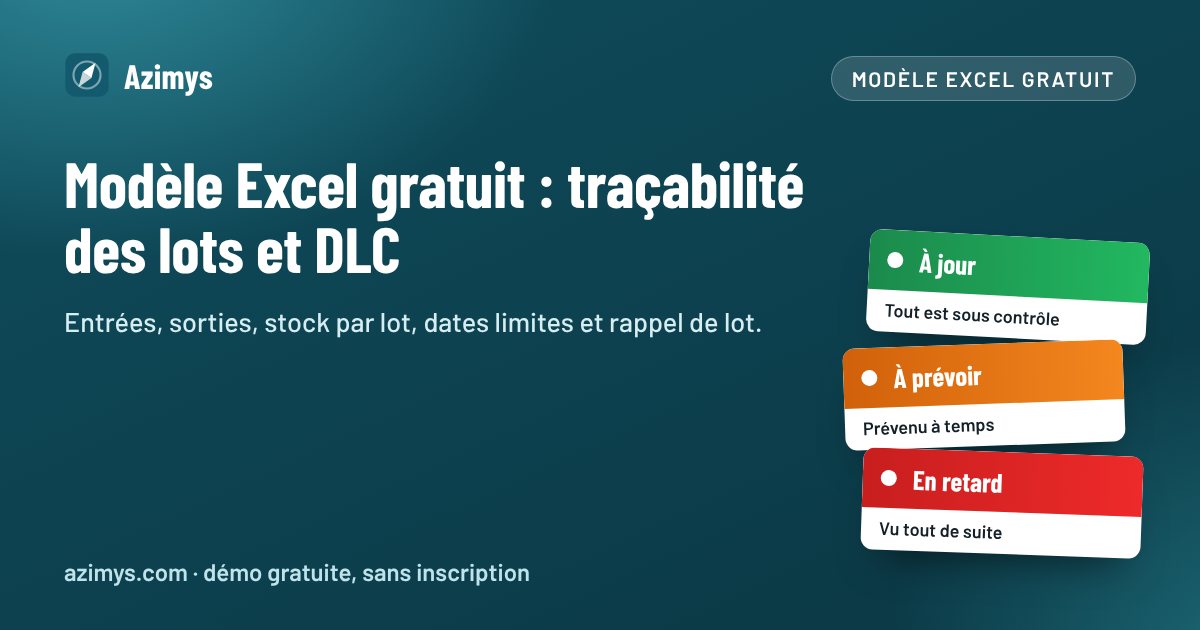 Azimys
MODÈLE EXCEL GRATUIT
Modèle Excel gratuit : traçabilité
des lots et DLC
Entrées, sorties, stock par lot, dates limites et rappel de lot.
À jour
Tout est sous contrôle
À prévoir
Prévenu à temps
En retard
Vu tout de suite
azimys.com · démo gratuite, sans inscription